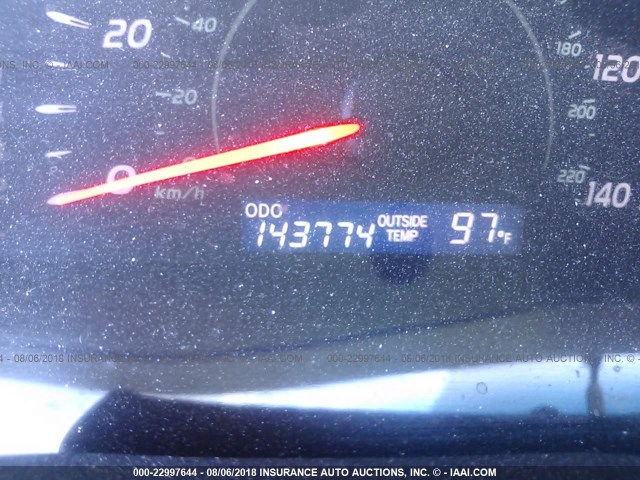 20 40 180 120
20 200
0 0 220 140
km/h
ODO
143774 OUTSIDE TEMP 97°F
000-22997644 - 08/06/2018 INSURANCE AUTO AUCTIONS, INC. - © IAAI.COM